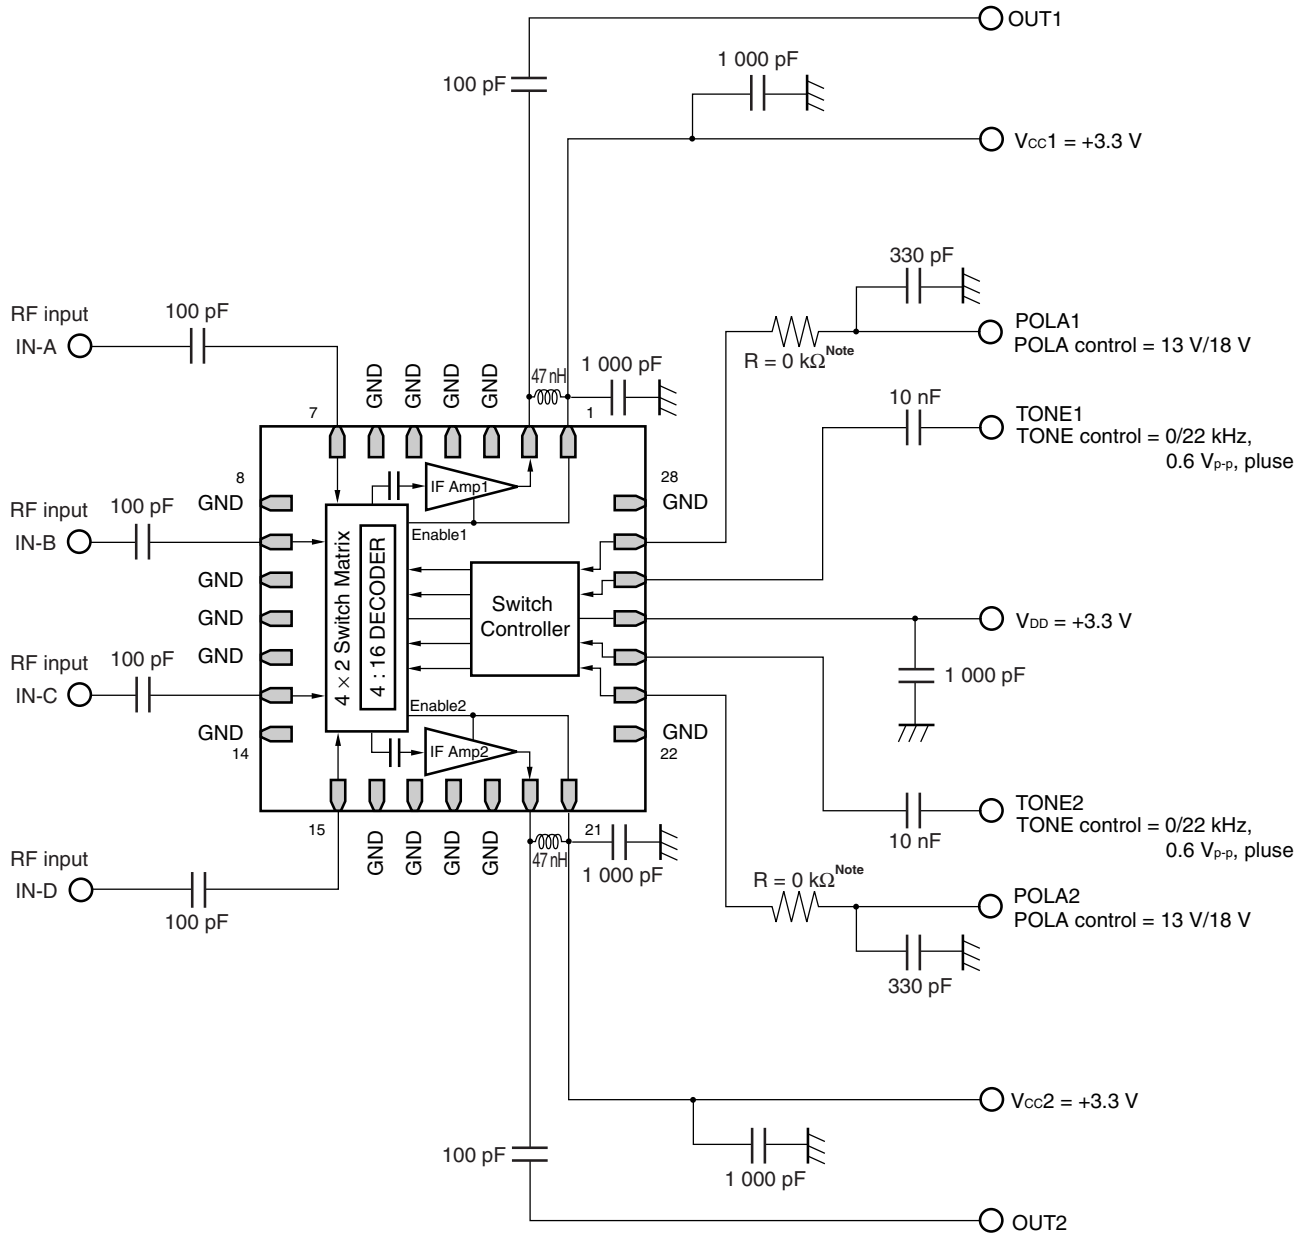 OUT1
1 000 pF
100 pF
VCC1 = +3.3 V
330 pF
RF input
IN-A
100 pF
POLA1
POLA control = 13 V/18 V
R = 0 kΩNote
GND
GND
GND
GND
47 nH
1 000 pF
10 nF
TONE1
TONE control = 0/22 kHz,
0.6 Vp-p, pluse
7
1
8
GND
28
GND
RF input
IN-B
100 pF
IF Amp1
Enable1
GND
GND
GND
4 × 2 Switch Matrix
4 : 16 DECODER
Switch
Controller
VDD = +3.3 V
RF input
IN-C
100 pF
1 000 pF
GND
14
Enable2
IF Amp2
GND
22
15
GND
GND
GND
GND
21
47 nH
1 000 pF
TONE2
TONE control = 0/22 kHz,
0.6 Vp-p, pluse
10 nF
RF input
IN-D
100 pF
R = 0 kΩNote
POLA2
POLA control = 13 V/18 V
330 pF
VCC2 = +3.3 V
100 pF
1 000 pF
OUT2